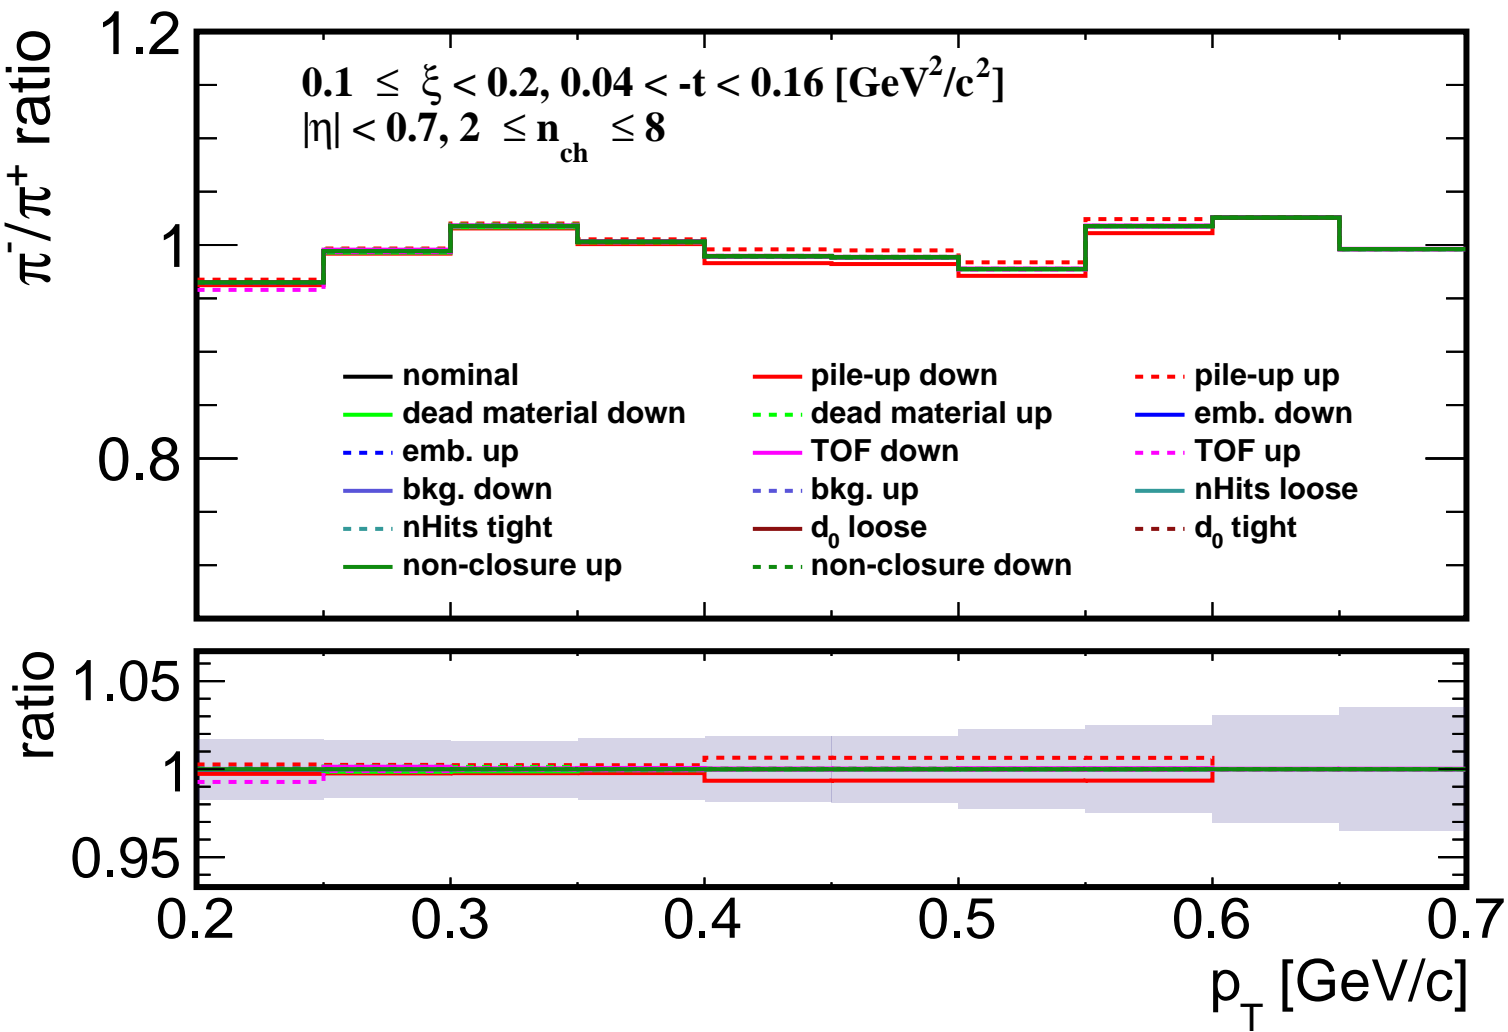 1.2
0.1 ≤ ξ < 0.2, 0.04 < -t < 0.16 [GeV²/c²]
|η| < 0.7, 2 ≤ n_ch ≤ 8
π⁻/π⁺ ratio
1
0.8
nominal pile-up down pile-up up
dead material down dead material up emb. down
emb. up TOF down TOF up
bkg. down bkg. up nHits loose
nHits tight d₀ loose d₀ tight
non-closure up non-closure down
ratio
1.05
1
0.95
0.2 0.3 0.4 0.5 0.6 0.7
p_T [GeV/c]